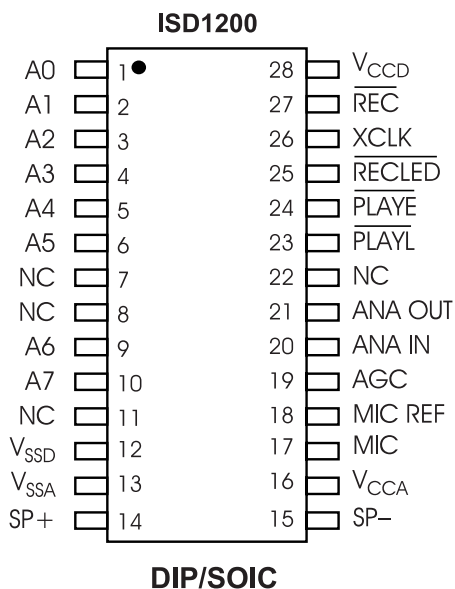 ISD1200
A0 1 28 VCCD
A1 2 27 REC
A2 3 26 XCLK
A3 4 25 RECLED
A4 5 24 PLAYE
A5 6 23 PLAYL
NC 7 22 NC
NC 8 21 ANA OUT
A6 9 20 ANA IN
A7 10 19 AGC
NC 11 18 MIC REF
VSSD 12 17 MIC
VSSA 13 16 VCCA
SP+ 14 15 SP–
DIP/SOIC